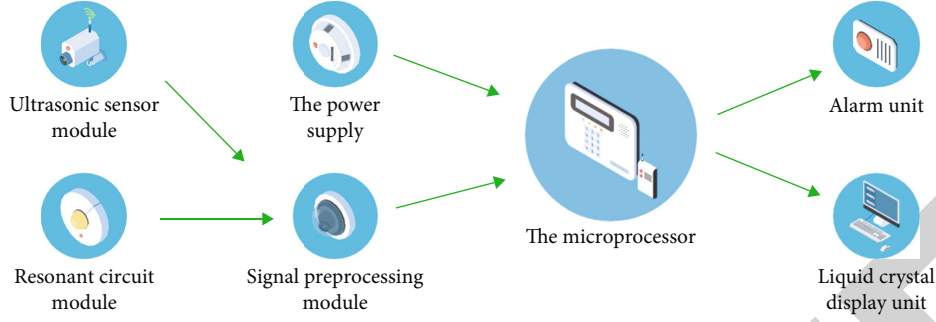 Ultrasonic sensor
module
The power
supply
Alarm unit
The microprocessor
Resonant circuit
module
Signal preprocessing
module
Liquid crystal
display unit